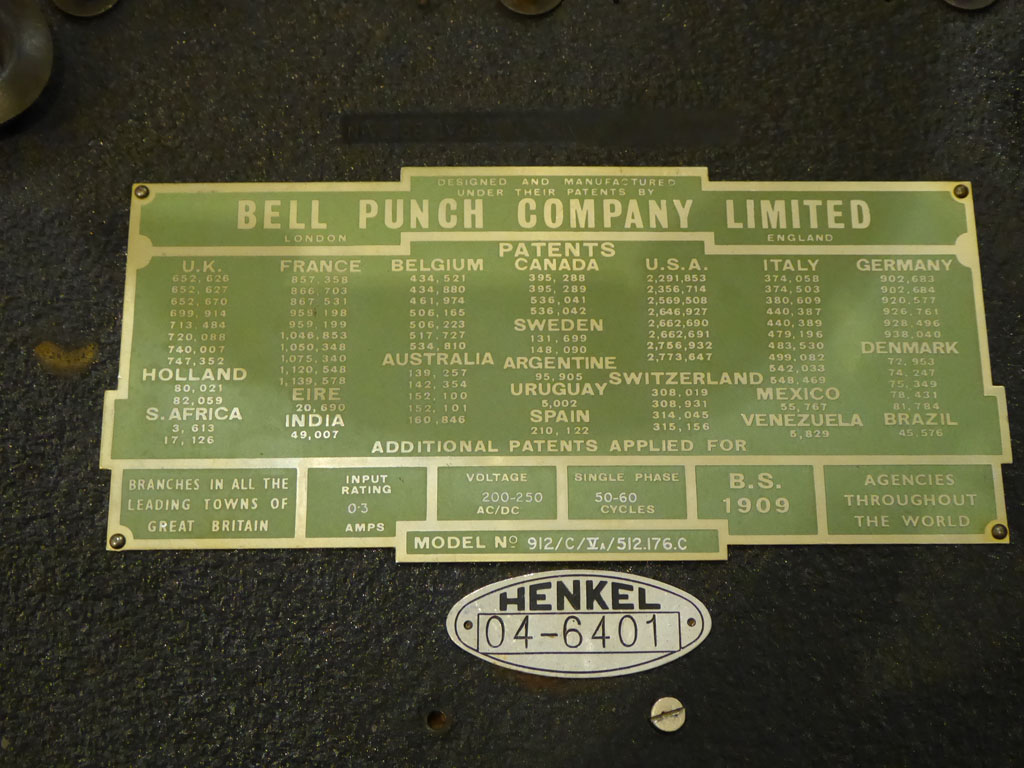 DESIGNED AND MANUFACTURED
UNDER THEIR PATENTS BY
BELL PUNCH COMPANY LIMITED
LONDON
ENGLAND
PATENTS
U.K.
652,626
652,627
652,670
699,914
713,484
720,088
740,007
747,352
HOLLAND
80,021
82,059
S. AFRICA
3,613
17,126
FRANCE
857,358
866,703
867,531
959,198
959,199
1,046,853
1,050,348
1,075,340
1,120,548
1,139,578
EIRE
20,690
INDIA
49,007
BELGIUM
434,521
434,880
461,974
506,165
506,223
517,727
534,810
AUSTRALIA
139,257
142,354
152,100
152,101
160,846
CANADA
395,288
395,289
536,041
536,042
SWEDEN
131,699
148,090
ARGENTINE
95,905
URUGUAY
5,002
SPAIN
210,122
U.S.A.
2,291,853
2,356,714
2,569,508
2,646,927
2,662,690
2,662,691
2,756,932
2,773,647
SWITZERLAND
308,019
308,931
314,045
315,156
ITALY
374,058
374,503
380,609
440,387
440,389
479,196
483,530
499,082
542,033
548,469
MEXICO
55,767
VENEZUELA
5,829
GERMANY
902,683
902,684
920,577
926,761
928,496
938,040
DENMARK
72,953
74,247
75,349
78,431
81,784
BRAZIL
45,576
ADDITIONAL PATENTS APPLIED FOR
BRANCHES IN ALL THE
LEADING TOWNS OF
GREAT BRITAIN
INPUT
RATING
0·3
AMPS
VOLTAGE
200-250
AC/DC
SINGLE PHASE
50-60
CYCLES
B.S.
1909
AGENCIES
THROUGHOUT
THE WORLD
MODEL Nº 912/C/VA/512.176.C
HENKEL
04-6401